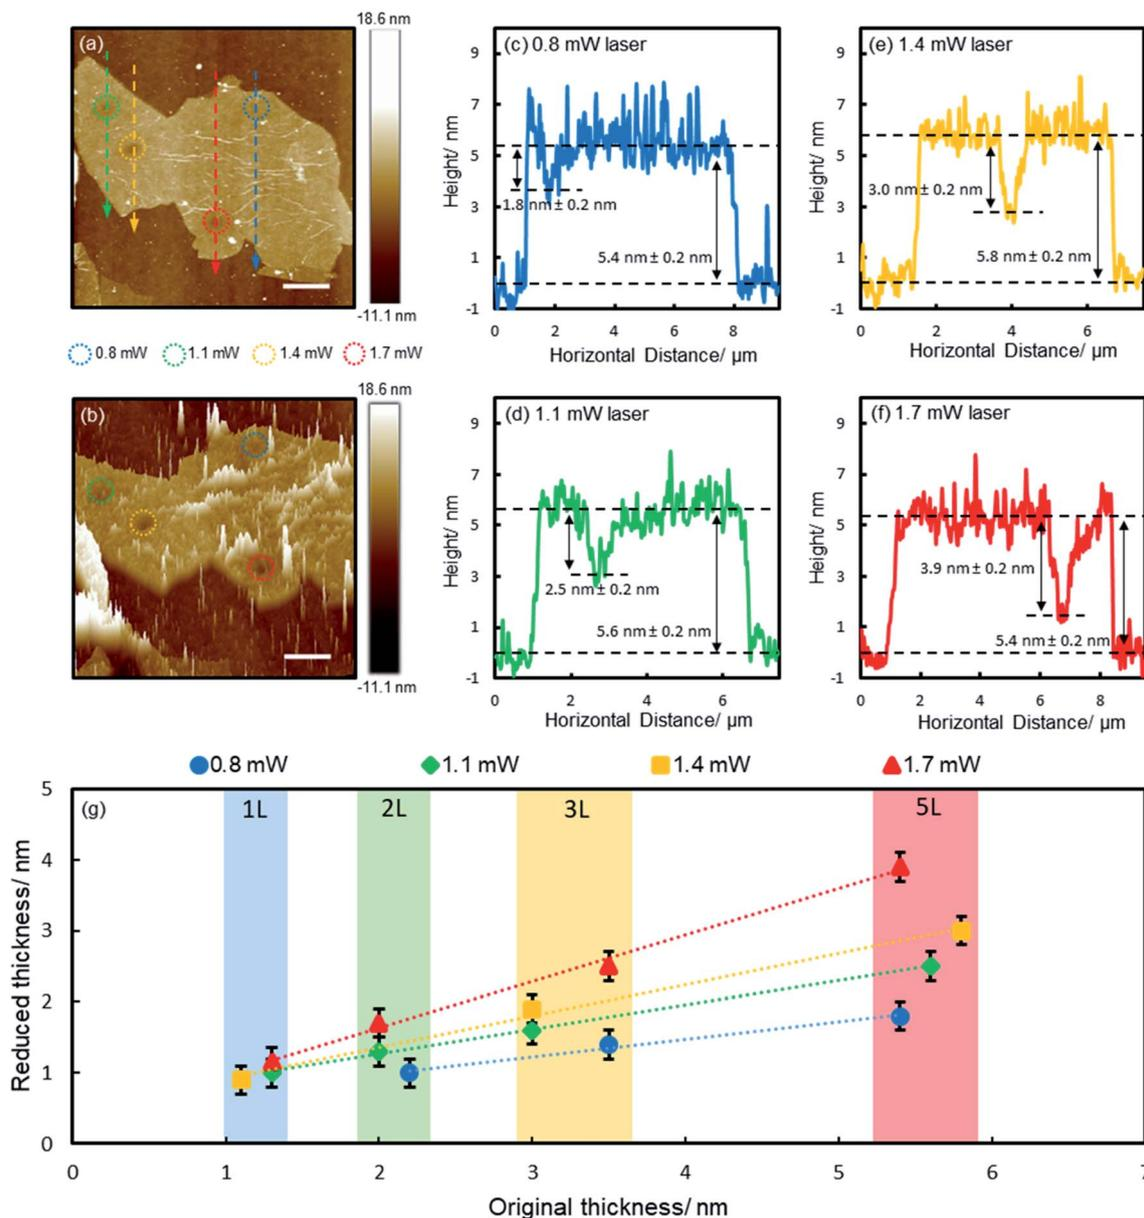 18.6 nm
(a)
-11.1 nm
0.8 mW 1.1 mW 1.4 mW 1.7 mW
18.6 nm
(b)
-11.1 nm
(c) 0.8 mW laser
Height/ nm
9
7
5
3
1
-1
1.8 nm ± 0.2 nm
5.4 nm ± 0.2 nm
0 2 4 6 8
Horizontal Distance/ μm
(e) 1.4 mW laser
Height/ nm
9
7
5
3
1
-1
3.0 nm ± 0.2 nm
5.8 nm ± 0.2 nm
0 2 4 6
Horizontal Distance/ μm
(d) 1.1 mW laser
Height/ nm
9
7
5
3
1
-1
2.5 nm ± 0.2 nm
5.6 nm ± 0.2 nm
0 2 4 6
Horizontal Distance/ μm
(f) 1.7 mW laser
Height/ nm
9
7
5
3
1
-1
3.9 nm ± 0.2 nm
5.4 nm ± 0.2 nm
0 2 4 6 8
Horizontal Distance/ μm
0.8 mW 1.1 mW 1.4 mW 1.7 mW
(g)
1L 2L 3L 5L
Reduced thickness/ nm
5
4
3
2
1
0
0 1 2 3 4 5 6 7
Original thickness/ nm